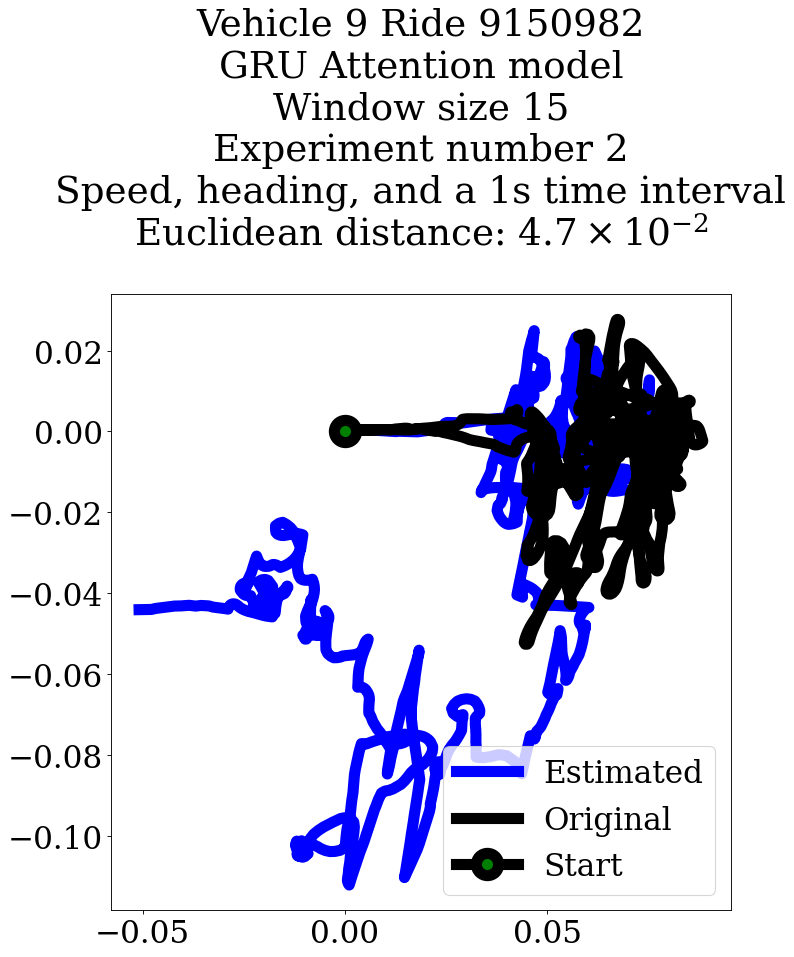 Vehicle 9 Ride 9150982
GRU Attention model
Window size 15
Experiment number 2
Speed, heading, and a 1s time interval
Euclidean distance: 4.7 × 10⁻²
0.02
0.00
−0.02
−0.04
−0.06
−0.08
−0.10
Estimated
Original
Start
−0.05
0.00
0.05